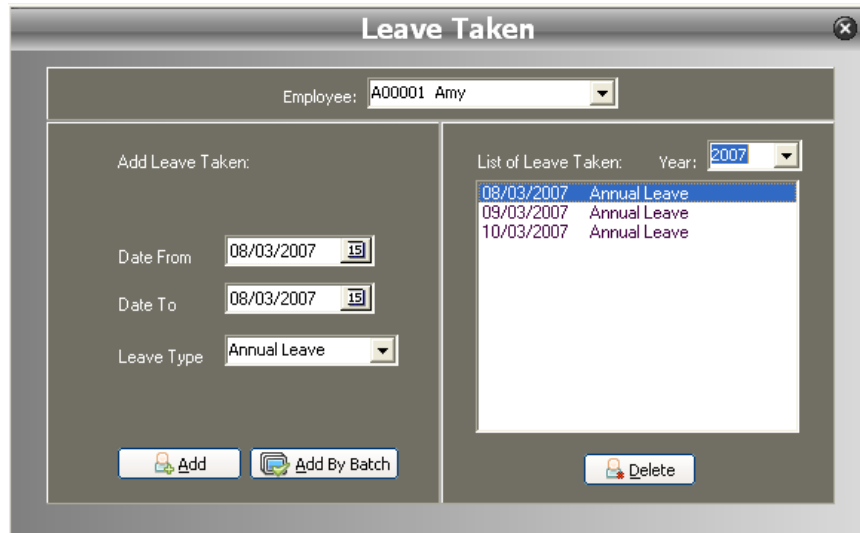 Leave Taken
Employee: A00001 Amy
Add Leave Taken:
Date From 08/03/2007 15
Date To 08/03/2007 15
Leave Type Annual Leave
Add Add By Batch
List of Leave Taken: Year: 2007
08/03/2007 Annual Leave
09/03/2007 Annual Leave
10/03/2007 Annual Leave
Delete